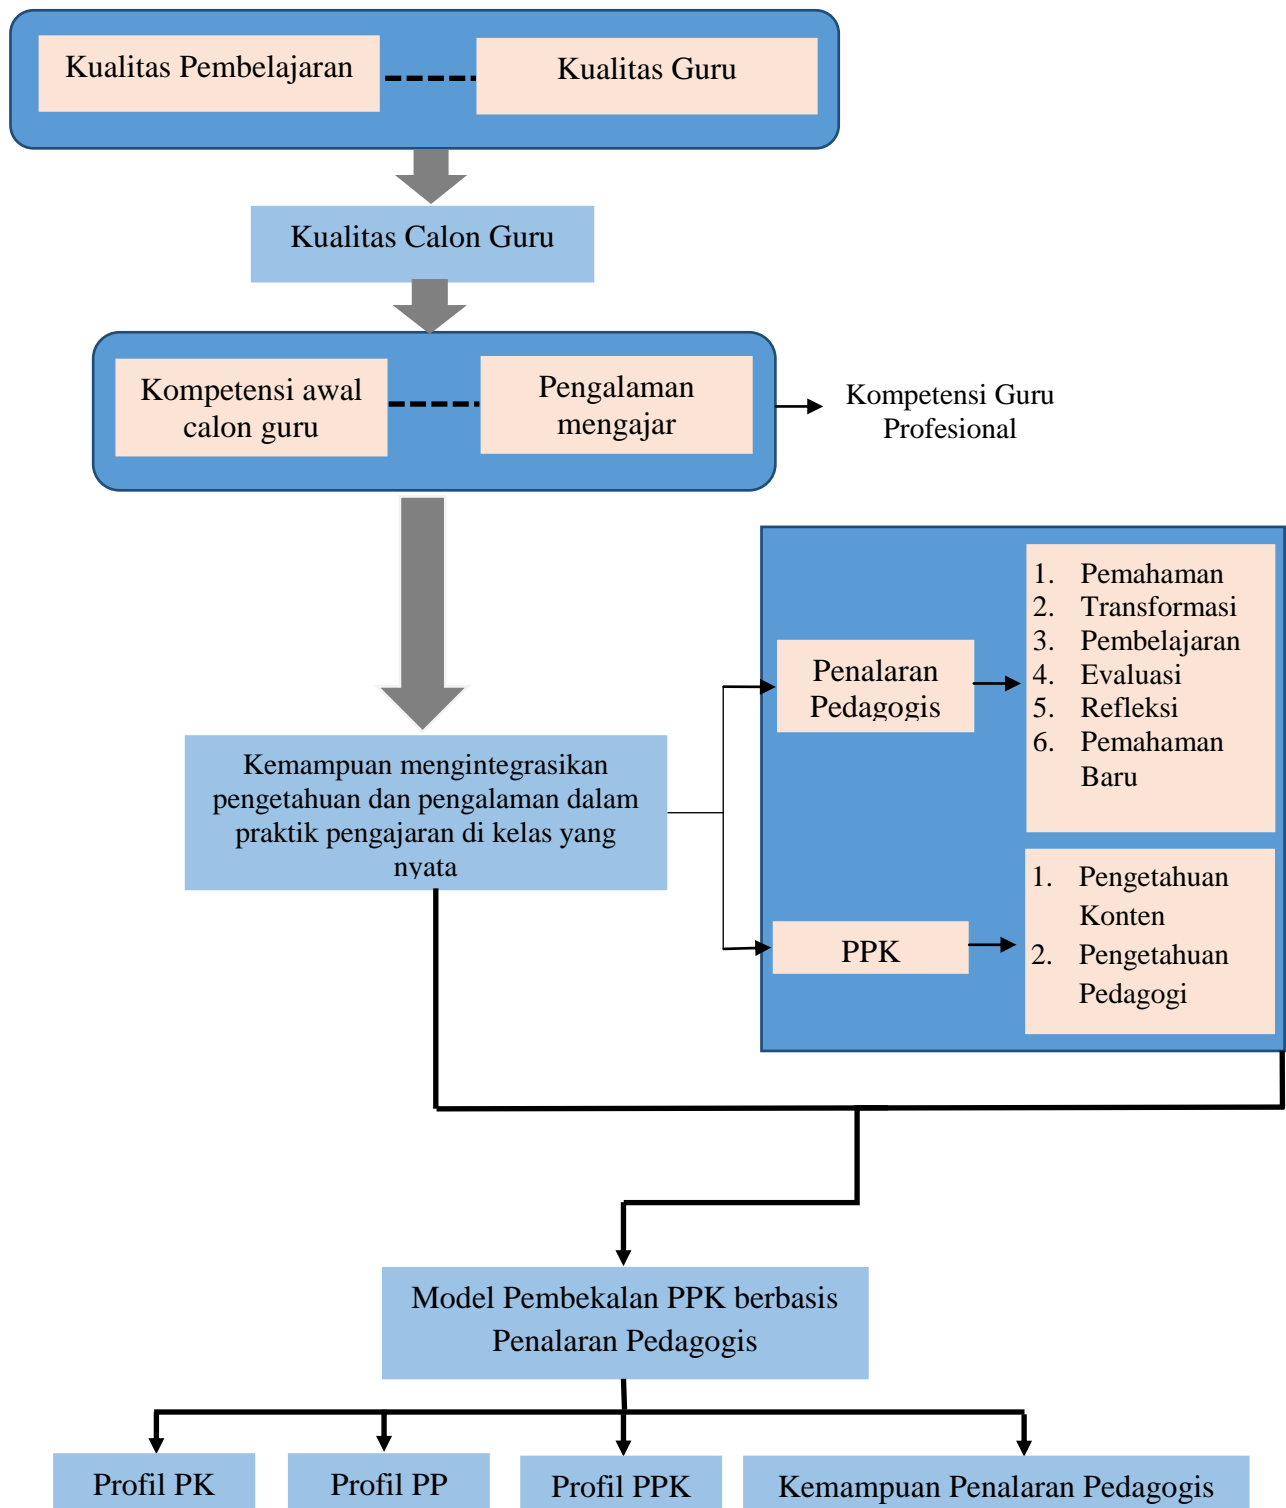 Kualitas Pembelajaran
Kualitas Guru
Kualitas Calon Guru
Kompetensi awal
calon guru
Pengalaman
mengajar
Kompetensi Guru
Profesional
Penalaran
Pedagogis
1. Pemahaman
2. Transformasi
3. Pembelajaran
4. Evaluasi
5. Refleksi
6. Pemahaman
Baru
Kemampuan mengintegrasikan
pengetahuan dan pengalaman dalam
praktik pengajaran di kelas yang
nyata
PPK
1. Pengetahuan
Konten
2. Pengetahuan
Pedagogi
Model Pembekalan PPK berbasis
Penalaran Pedagogis
Profil PK
Profil PP
Profil PPK
Kemampuan Penalaran Pedagogis